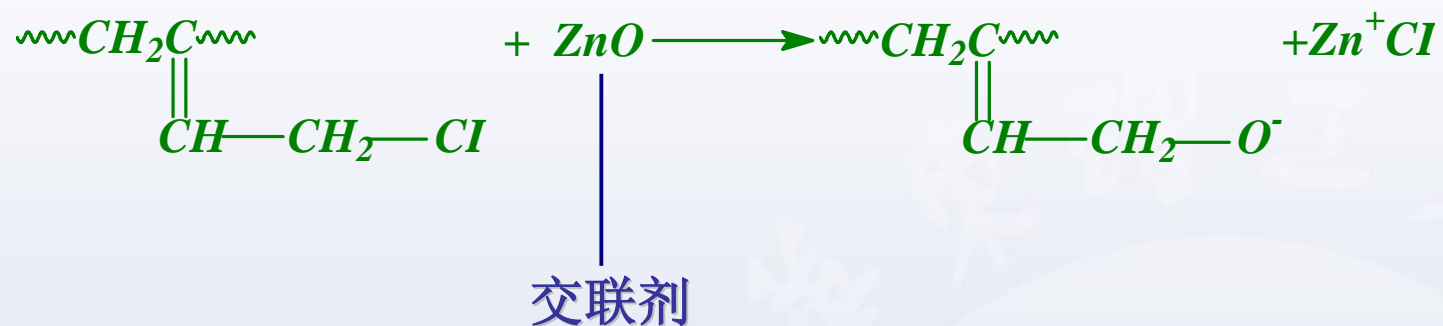 CH₂C + ZnO CH₂C +Zn⁺Cl
CH CH₂ Cl CH CH₂ O⁻
交联剂